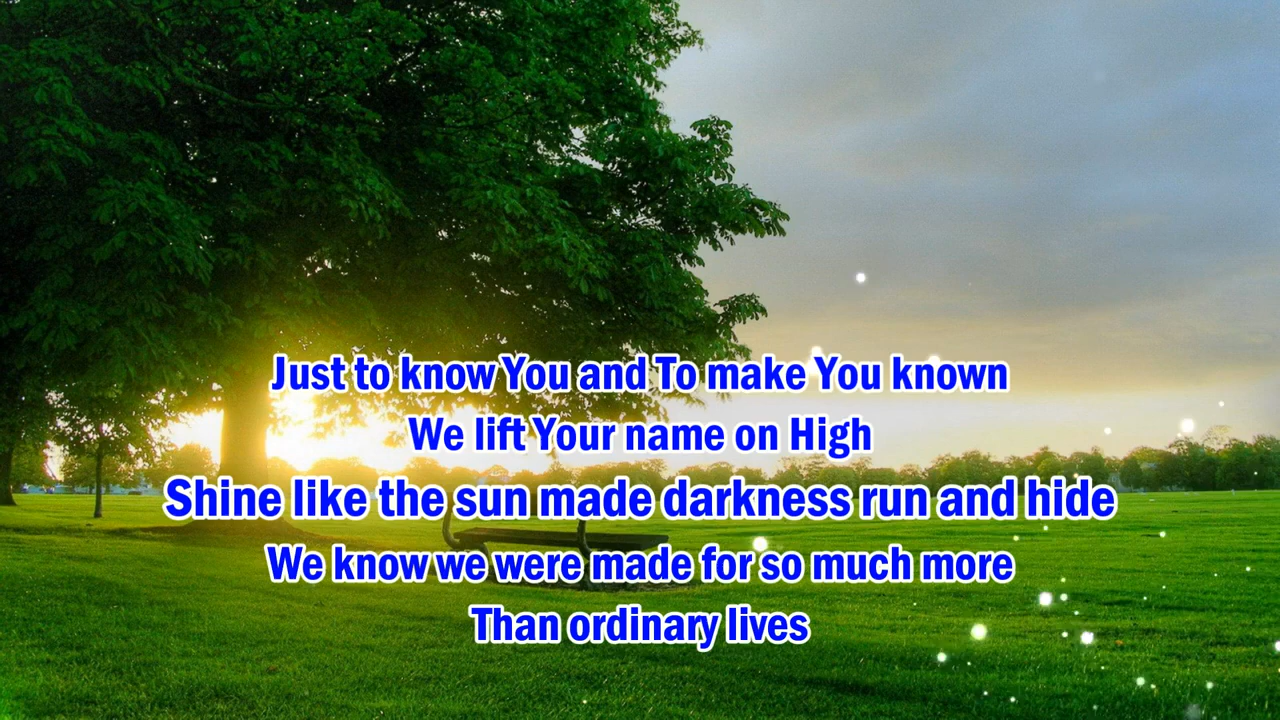 Just to know You and To make You known
We lift Your name on High
Shine like the sun made darkness run and hide
We know we were made for so much more
Than ordinary lives